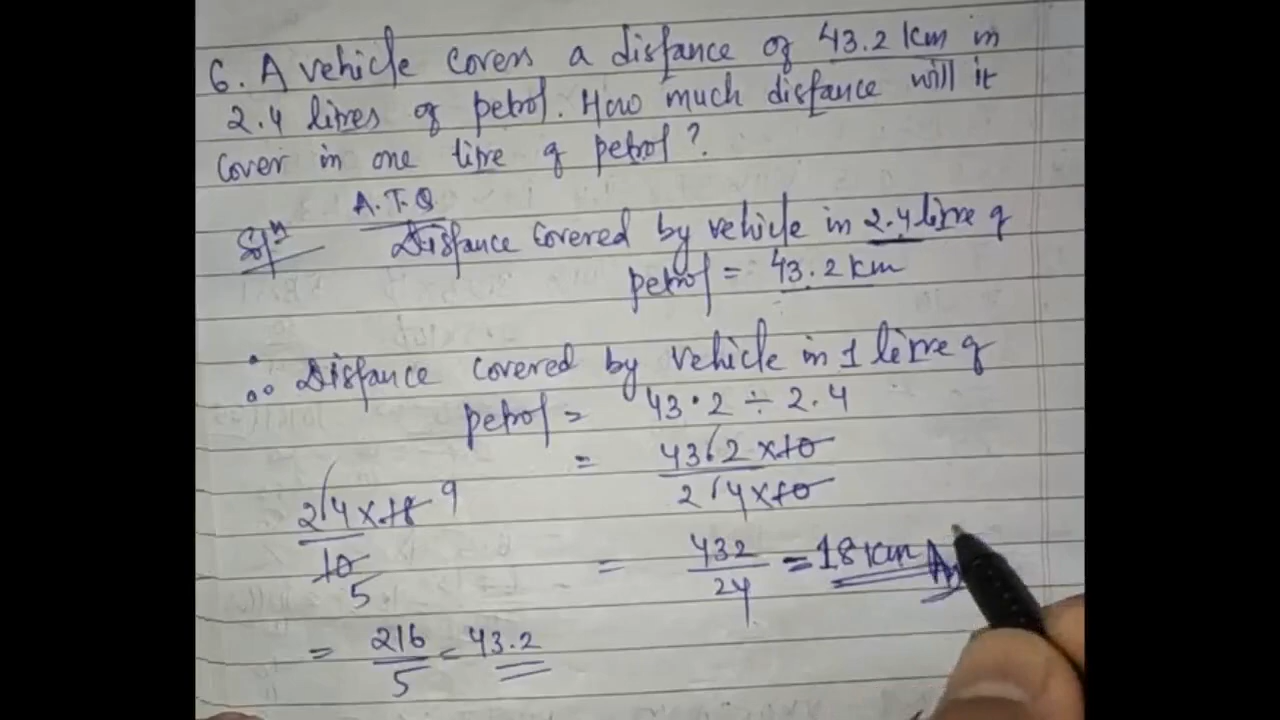 6. A vehicle covers a distance of 43.2 km in
2.4 litres of petrol. How much distance will it
cover in one litre of petrol?
A.T.Q
Solⁿ Distance covered by vehicle in 2.4 litre of
petrol = 43.2 km
∴ Distance covered by vehicle in 1 litre of
petrol = 43.2 ÷ 2.4
= 43.2 x 10
2.4 x 10
2.4 x 18 9
10
5
= 432
24
= 18 km Ans
= 216
5
= 43.2